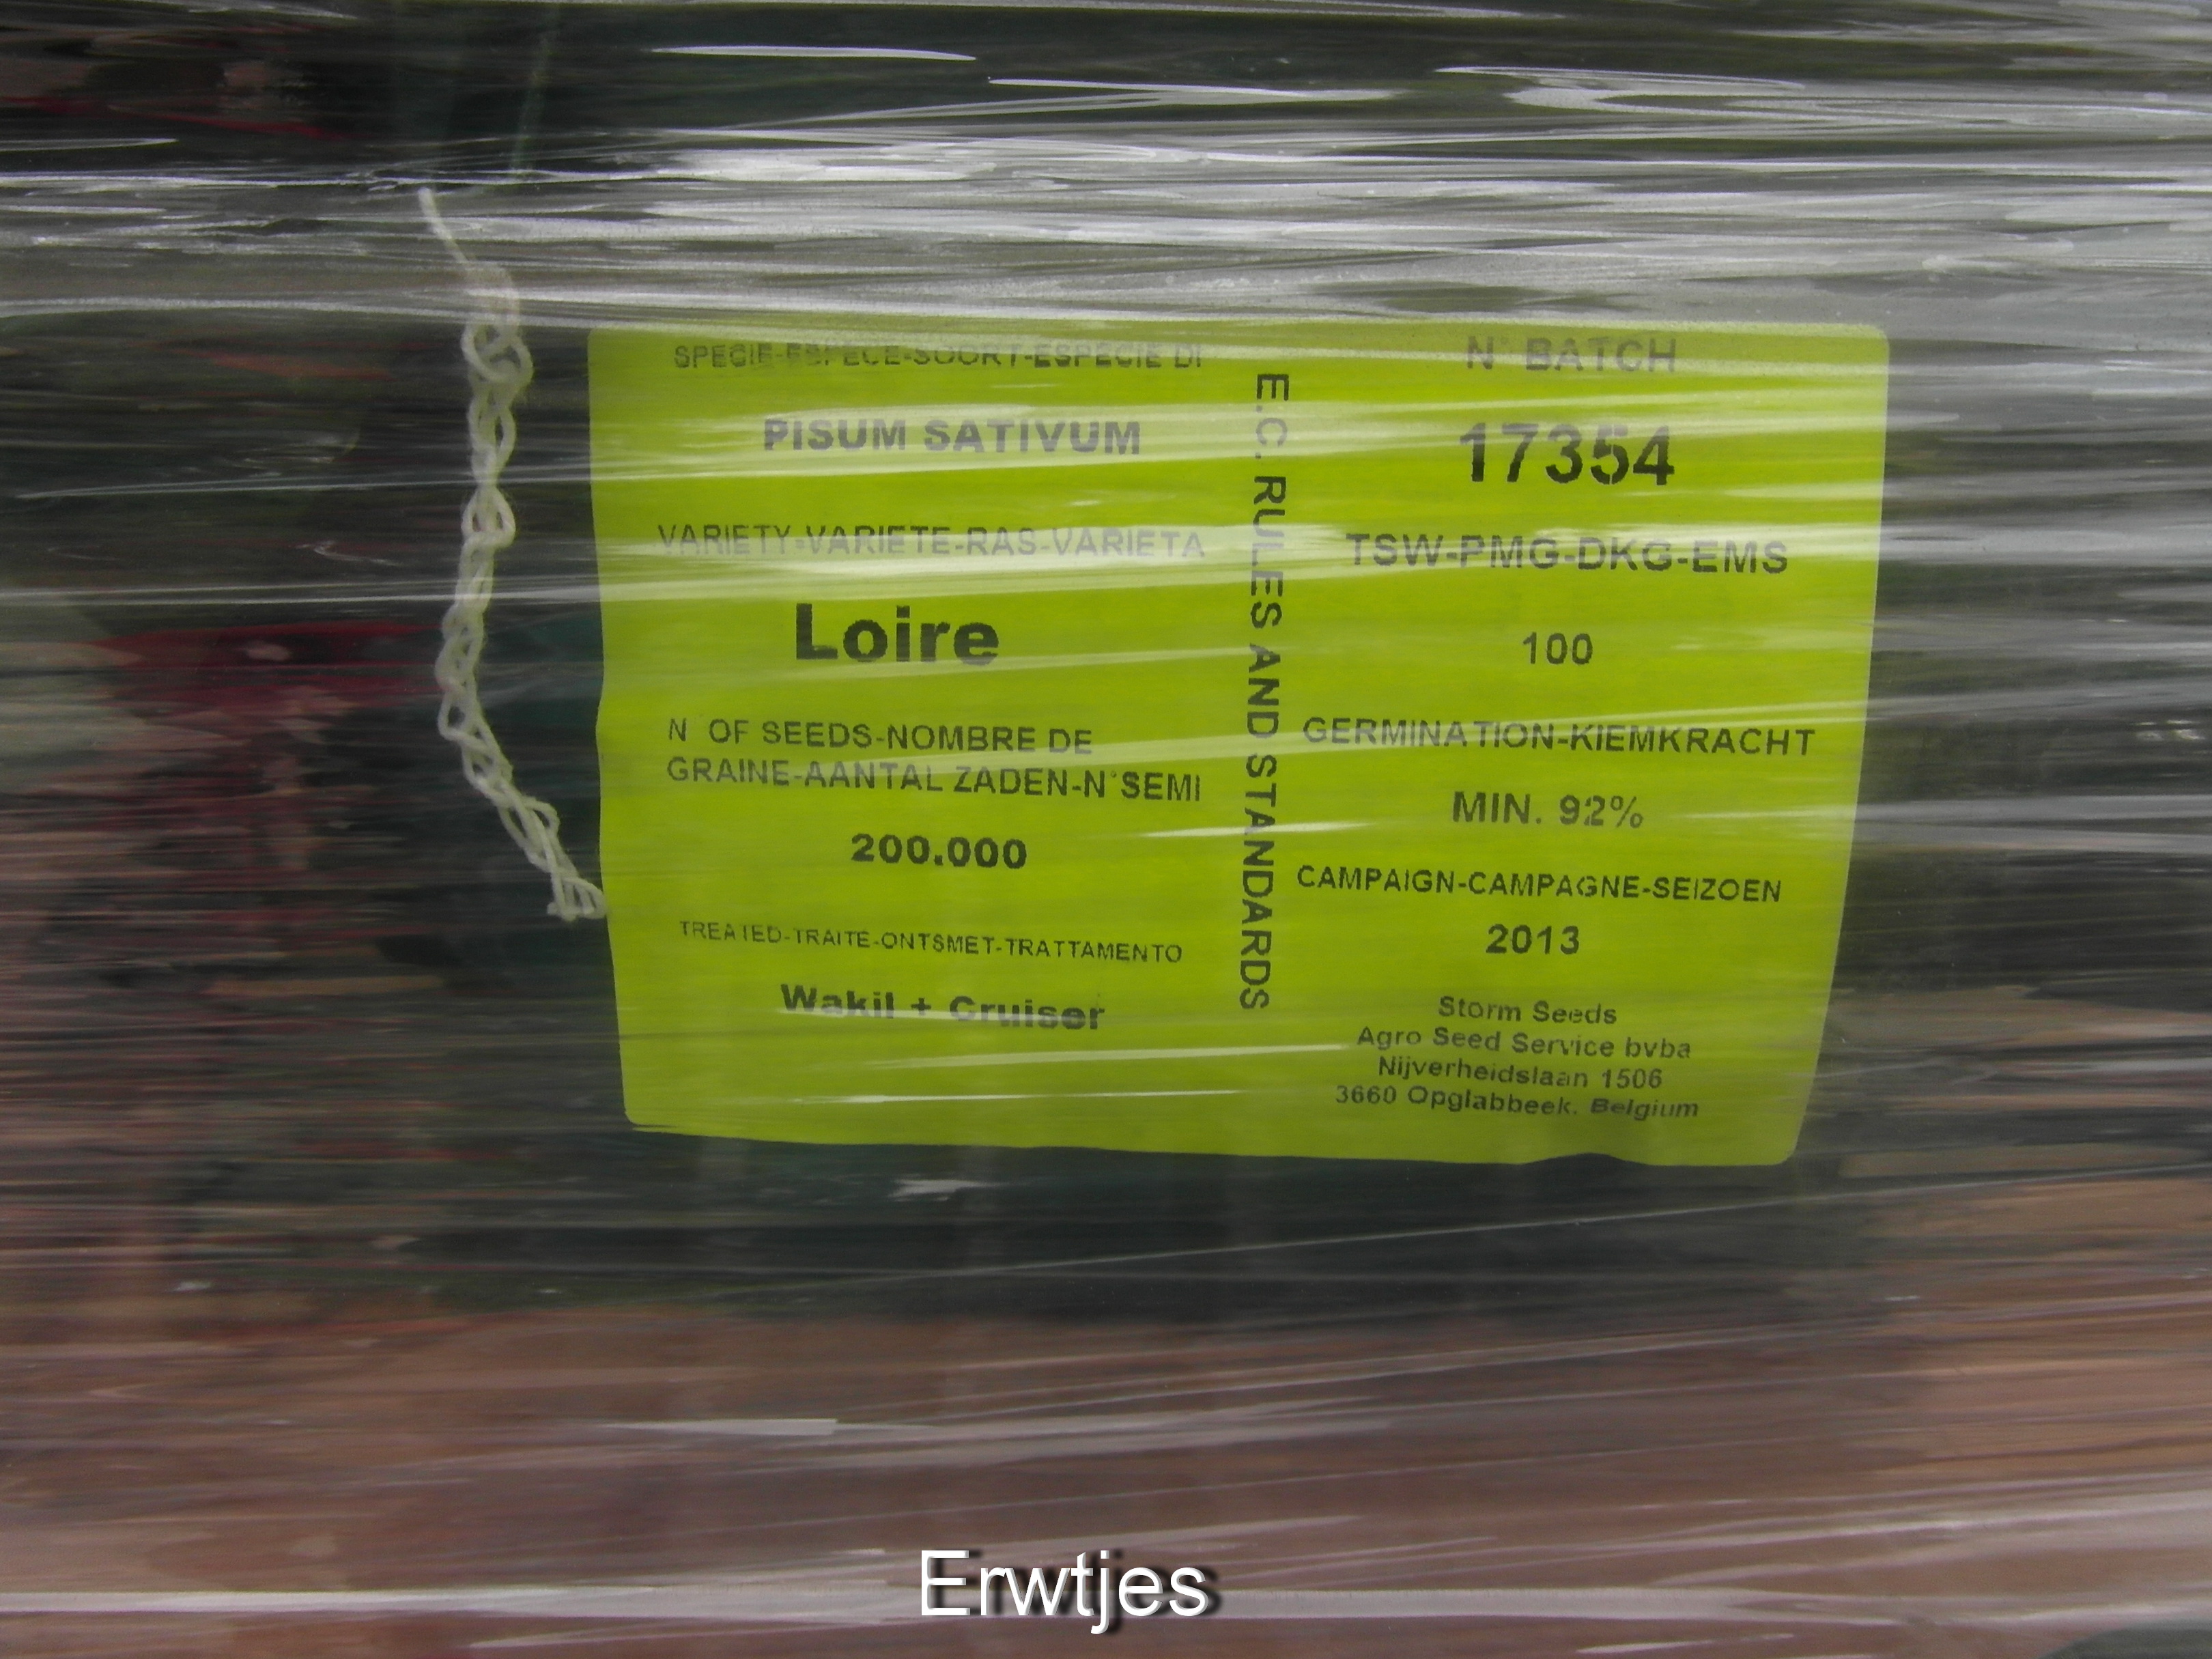 SPECIE-ESPECE-SOORT-ESPECIE DI
PISUM SATIVUM
VARIETY-VARIETE-RAS-VARIETA
Loire
N° OF SEEDS-NOMBRE DE
GRAINE-AANTAL ZADEN-N°SEMI
200.000
TREATED-TRAITE-ONTSMET-TRATTAMENTO
Wakil + Cruiser
E.C. RULES AND STANDARDS
N° BATCH
17354
TSW-PMG-DKG-EMS
100
GERMINATION-KIEMKRACHT
MIN. 92%
CAMPAIGN-CAMPAGNE-SEIZOEN
2013
Storm Seeds
Agro Seed Service bvba
Nijverheidslaan 1506
3660 Opglabbeek. Belgium
Erwtjes